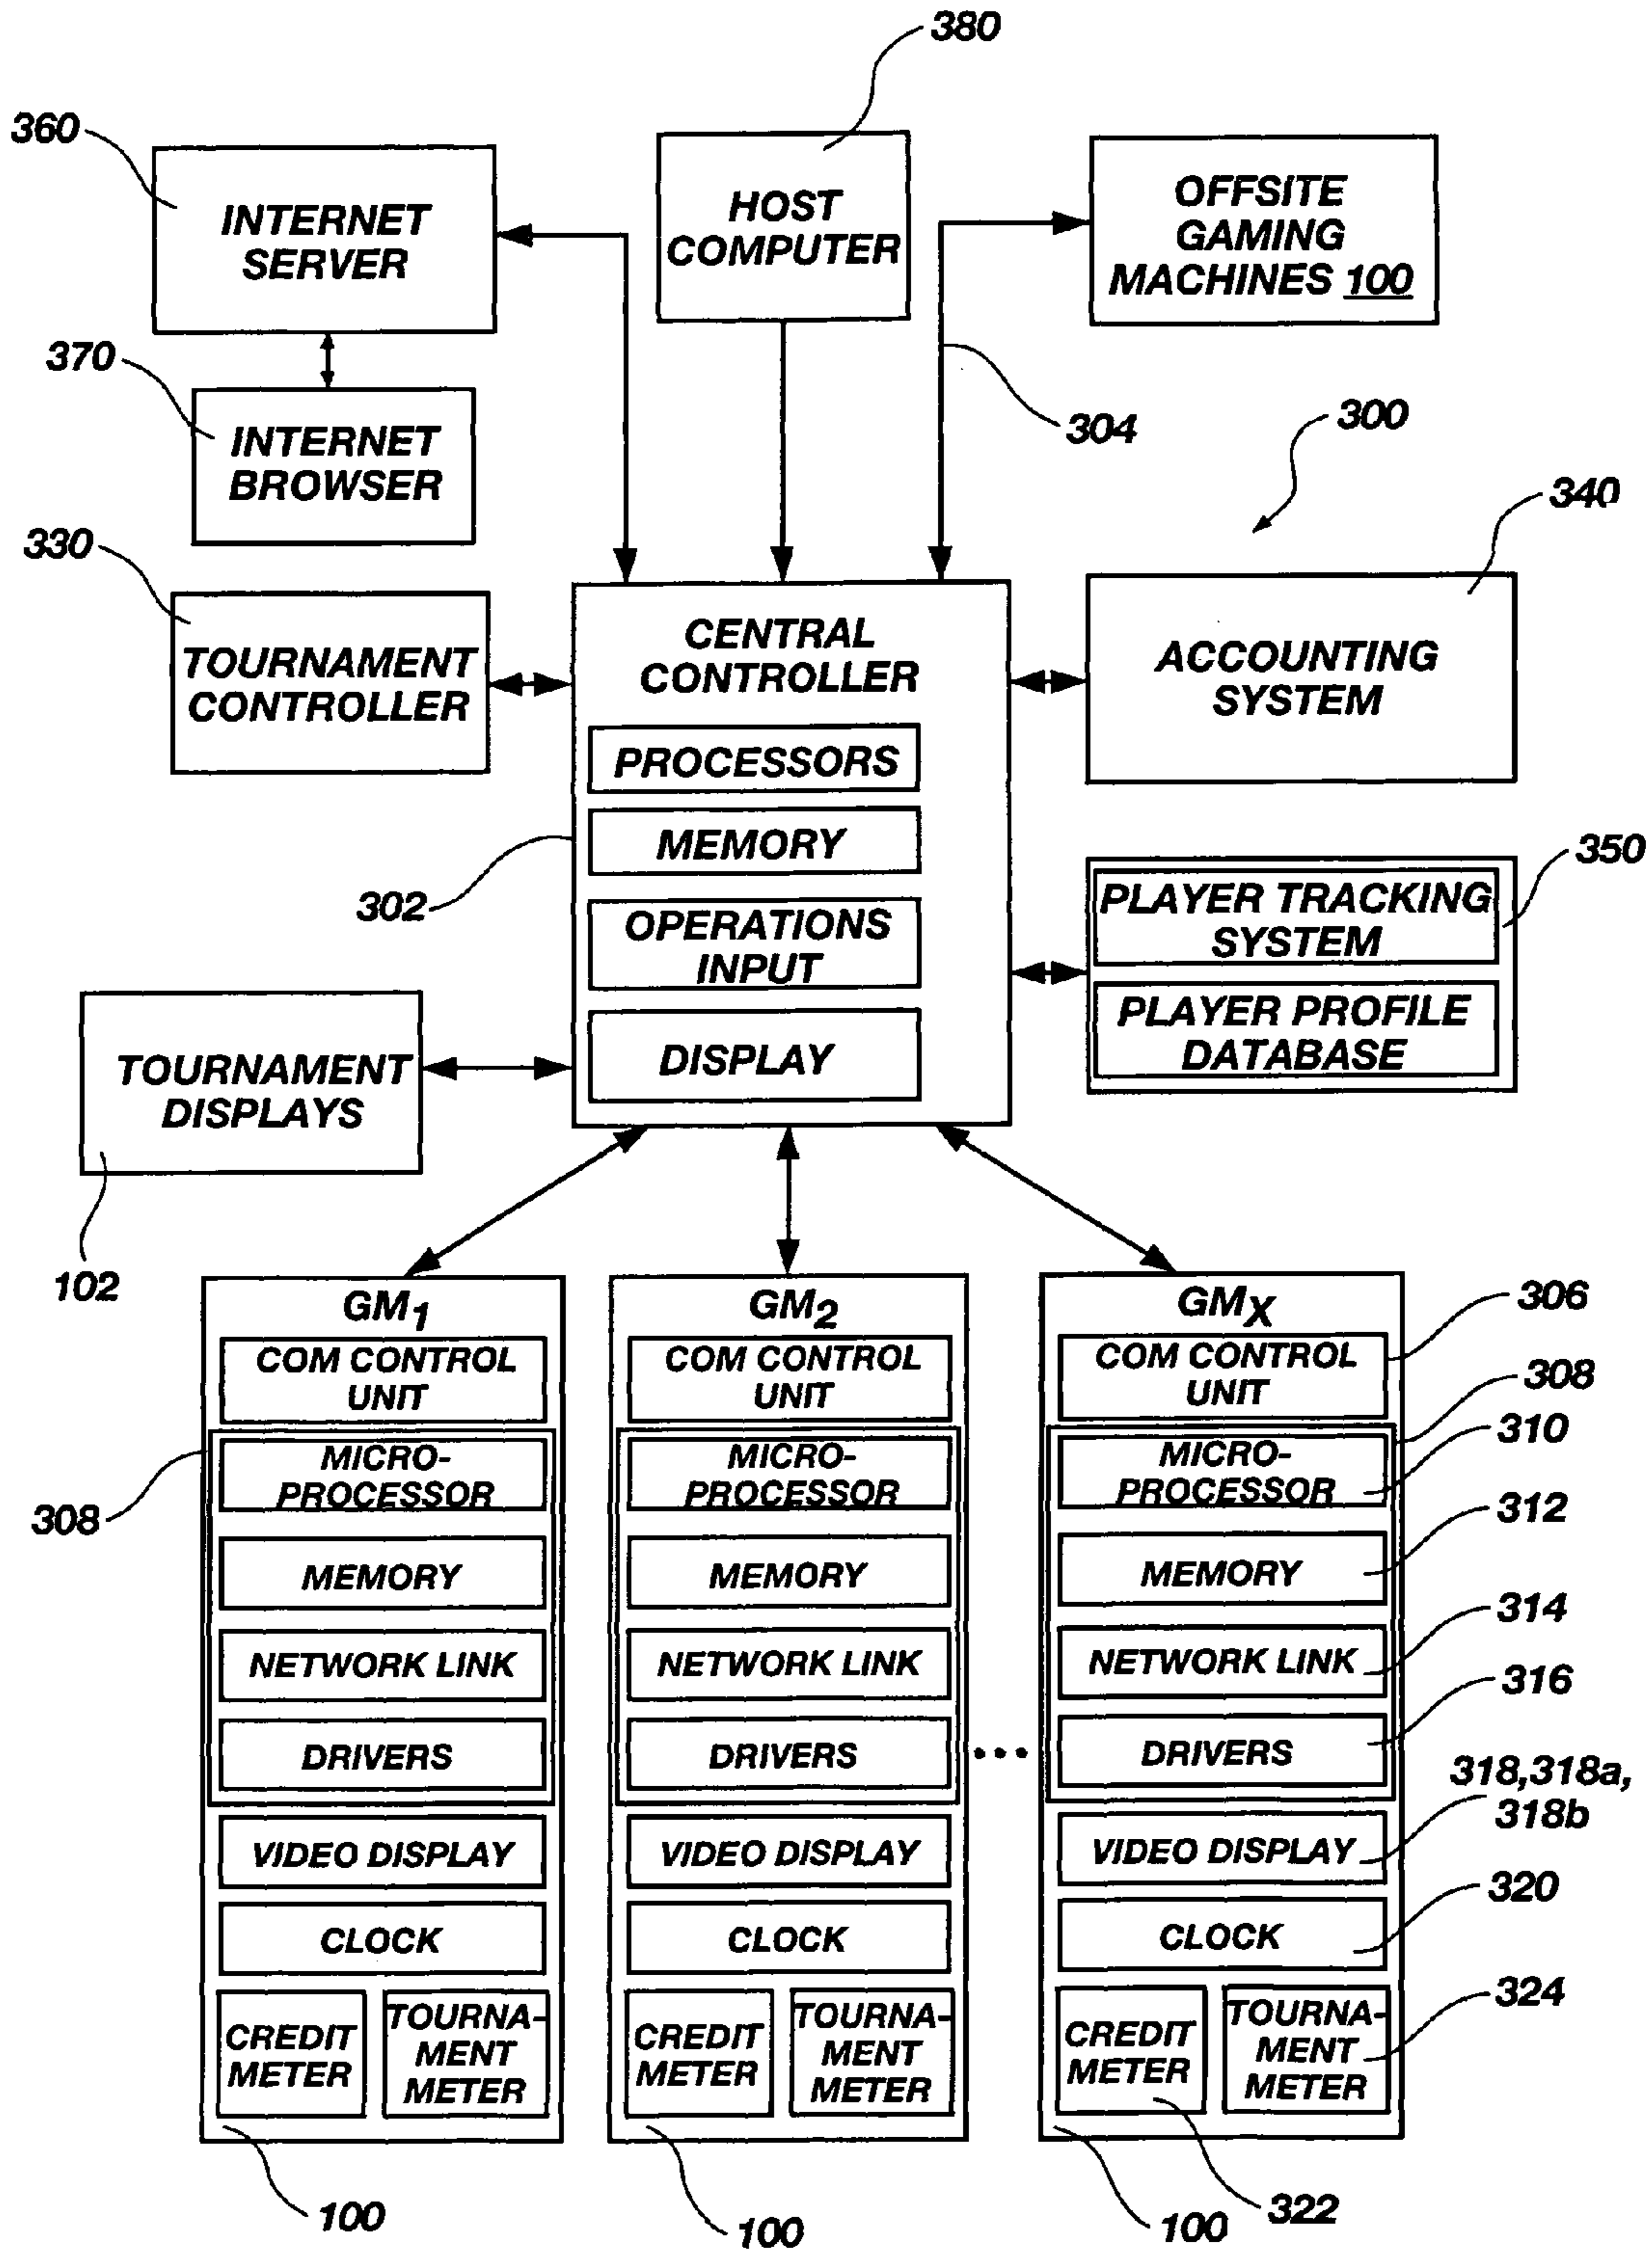 380
360
INTERNET
SERVER
HOST
COMPUTER
OFFSITE
GAMING
MACHINES 100
370
INTERNET
BROWSER
304
300
340
330
TOURNAMENT
CONTROLLER
CENTRAL
CONTROLLER
PROCESSORS
MEMORY
OPERATIONS
INPUT
DISPLAY
302
ACCOUNTING
SYSTEM
350
PLAYER TRACKING
SYSTEM
PLAYER PROFILE
DATABASE
TOURNAMENT
DISPLAYS
102
GM1
COM CONTROL
UNIT
308
MICRO-
PROCESSOR
MEMORY
NETWORK LINK
DRIVERS
VIDEO DISPLAY
CLOCK
CREDIT
METER
TOURNA-
MENT
METER
100
GM2
COM CONTROL
UNIT
MICRO-
PROCESSOR
MEMORY
NETWORK LINK
DRIVERS
VIDEO DISPLAY
CLOCK
CREDIT
METER
TOURNA-
MENT
METER
100
•••
GMX
COM CONTROL
UNIT
MICRO-
PROCESSOR
MEMORY
NETWORK LINK
DRIVERS
VIDEO DISPLAY
CLOCK
CREDIT
METER
TOURNA-
MENT
METER
306
308
310
312
314
316
318,318a,
318b
320
324
322
100